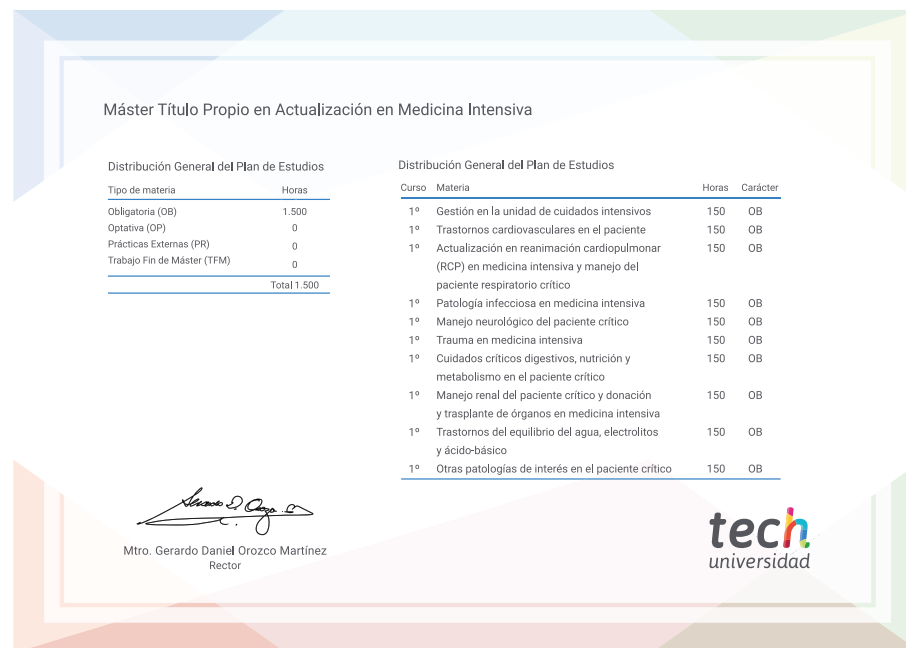 Máster Título Propio en Actualización en Medicina Intensiva
Distribución General del Plan de Estudios
Tipo de materia Horas
Obligatoria (OB) 1.500
Optativa (OP) 0
Prácticas Externas (PR) 0
Trabajo Fin de Máster (TFM) 0
Total 1.500
Distribución General del Plan de Estudios
Curso Materia Horas Carácter
1º Gestión en la unidad de cuidados intensivos 150 OB
1º Trastornos cardiovasculares en el paciente 150 OB
1º Actualización en reanimación cardiopulmonar 150 OB
(RCP) en medicina intensiva y manejo del
paciente respiratorio crítico
1º Patología infecciosa en medicina intensiva 150 OB
1º Manejo neurológico del paciente crítico 150 OB
1º Trauma en medicina intensiva 150 OB
1º Cuidados críticos digestivos, nutrición y 150 OB
metabolismo en el paciente crítico
1º Manejo renal del paciente crítico y donación 150 OB
y trasplante de órganos en medicina intensiva
1º Trastornos del equilibrio del agua, electrolitos 150 OB
y ácido-básico
1º Otras patologías de interés en el paciente crítico 150 OB
Mtro. Gerardo Daniel Orozco Martínez
Rector
tech
universidad